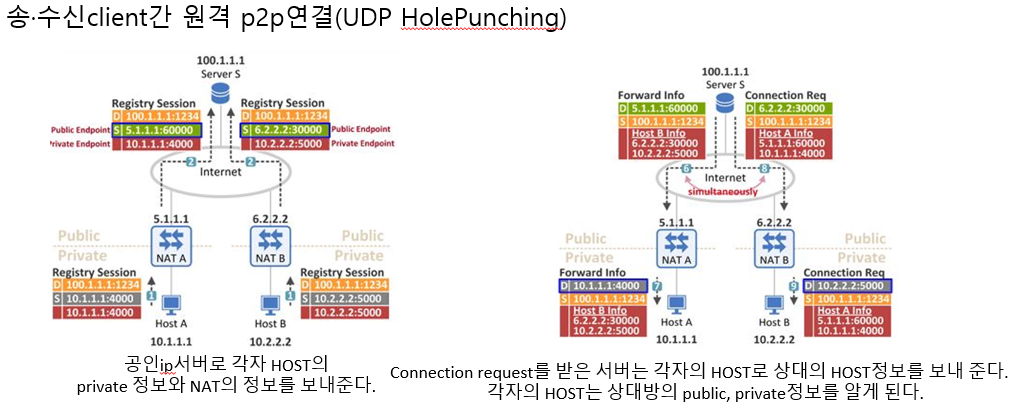 송·수신client간 원격 p2p연결(UDP HolePunching)
100.1.1.1
Server S
Registry Session
D 100.1.1.1:1234
Public Endpoint
S 5.1.1.1:60000
Private Endpoint
10.1.1.1:4000
Registry Session
D 100.1.1.1:1234
S 6.2.2.2:30000
Public Endpoint
10.2.2.2:5000
Private Endpoint
2
2
Internet
5.1.1.1
6.2.2.2
NAT A
NAT B
Public
Private
Public
Private
Registry Session
D 100.1.1.1:1234
S 10.1.1.1:4000
10.1.1.1:4000
1
Host A
10.1.1.1
1
Host B
10.2.2.2
Registry Session
D 100.1.1.1:1234
S 10.2.2.2:5000
10.2.2.2:5000
공인ip서버로 각자 HOST의
private 정보와 NAT의 정보를 보내준다.
100.1.1.1
Server S
Forward Info
D 5.1.1.1:60000
S 100.1.1.1:1234
Host B Info
6.2.2.2:30000
10.2.2.2:5000
Connection Req
D 6.2.2.2:30000
S 100.1.1.1:1234
Host A Info
5.1.1.1:60000
10.1.1.1:4000
Internet
6
8
simultaneously
5.1.1.1
6.2.2.2
NAT A
NAT B
Public
Private
Public
Private
Forward Info
D 10.1.1.1:4000
S 100.1.1.1:1234
Host B Info
6.2.2.2:30000
10.2.2.2:5000
7
Host A
10.1.1.1
9
Host B
10.2.2.2
Connection Req
D 10.2.2.2:5000
S 100.1.1.1:1234
Host A Info
5.1.1.1:60000
10.1.1.1:4000
Connection request를 받은 서버는 각자의 HOST로 상대의 HOST정보를 보내 준다.
각자의 HOST는 상대방의 public, private정보를 알게 된다.